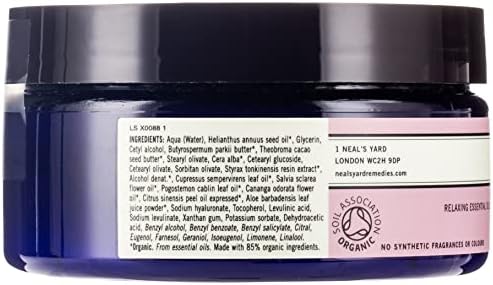 LS X0088 1
INGREDIENTS: Aqua (Water), Helianthus annuus seed oil*, Glycerin,
Cetyl alcohol, Butyrospermum parkii butter*, Theobroma cacao
seed butter*, Stearyl olivate, Cera alba*, Cetearyl glucoside,
Cetearyl olivate, Sorbitan olivate, Styrax tonkinensis resin extract*,
Alcohol denat.*, Cupressus sempervirens leaf oil*, Salvia sclarea
flower oil*, Pogostemon cablin leaf oil*, Cananga odorata flower
oil*, Citrus sinensis peel oil expressed*, Aloe barbadensis leaf
juice powder*, Sodium hyaluronate, Tocopherol, Levulinic acid, Sodium
levulinate, Xanthan gum, Potassium sorbate, Dehydroacetic
acid, Benzyl alcohol, Benzyl benzoate, Benzyl salicylate, Citral,
Eugenol, Farnesol, Geraniol, Isoeugenol, Limonene, Linalool.
*Organic. From essential oils. Made with 85% organic ingredients.
1 NEAL'S YARD
LONDON WC2H 9DP
nealsyardremedies.com
RELAXING ESSENTIAL
SOIL ASSOCIATION
ORGANIC
NO SYNTHETIC FRAGRANCES OR COLOURS